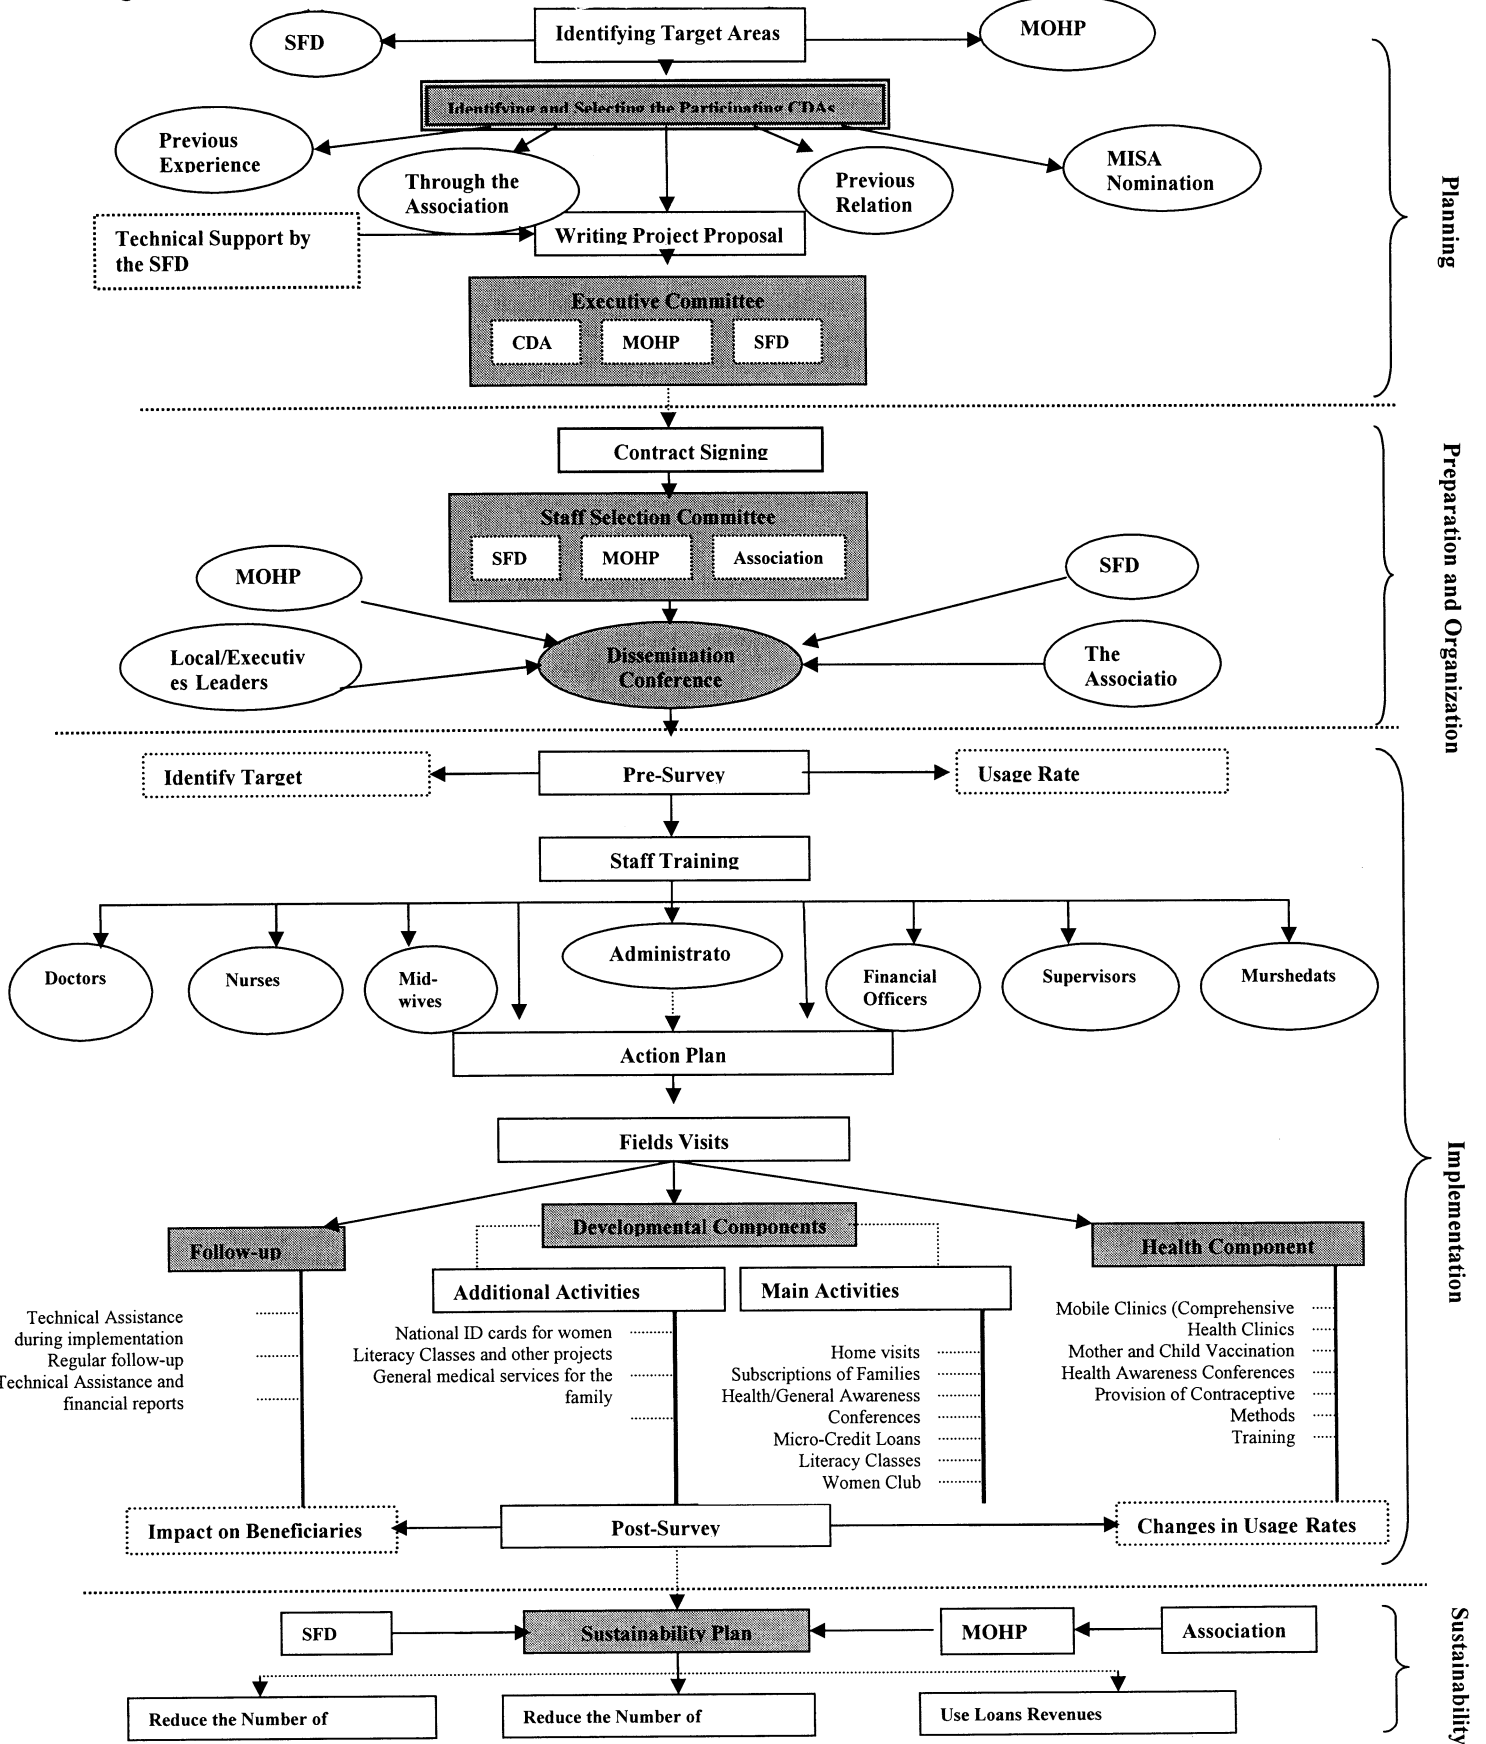 SFD
Identifying Target Areas
MOHP
Identifying and Selecting the Participating CDAs
Previous
Experience
Through the
Association
Previous
Relation
MISA
Nomination
Technical Support by
the SFD
Writing Project Proposal
Executive Committee
CDA
MOHP
SFD
Planning
Contract Signing
Staff Selection Committee
SFD
MOHP
Association
MOHP
SFD
Local/Executiv
es Leaders
Dissemination
Conference
The
Associatio
Preparation and Organization
Identify Target
Pre-Survey
Usage Rate
Staff Training
Doctors
Nurses
Mid-
wives
Administrato
Financial
Officers
Supervisors
Murshedats
Action Plan
Fields Visits
Follow-up
Developmental Components
Health Component
Additional Activities
Main Activities
Technical Assistance
during implementation
Regular follow-up
Technical Assistance and
financial reports
National ID cards for women
Literacy Classes and other projects
General medical services for the
family
Home visits
Subscriptions of Families
Health/General Awareness
Conferences
Micro-Credit Loans
Literacy Classes
Women Club
Mobile Clinics (Comprehensive
Health Clinics
Mother and Child Vaccination
Health Awareness Conferences
Provision of Contraceptive
Methods
Training
Impact on Beneficiaries
Post-Survey
Changes in Usage Rates
Implementation
SFD
Sustainability Plan
MOHP
Association
Reduce the Number of
Reduce the Number of
Use Loans Revenues
Sustainability